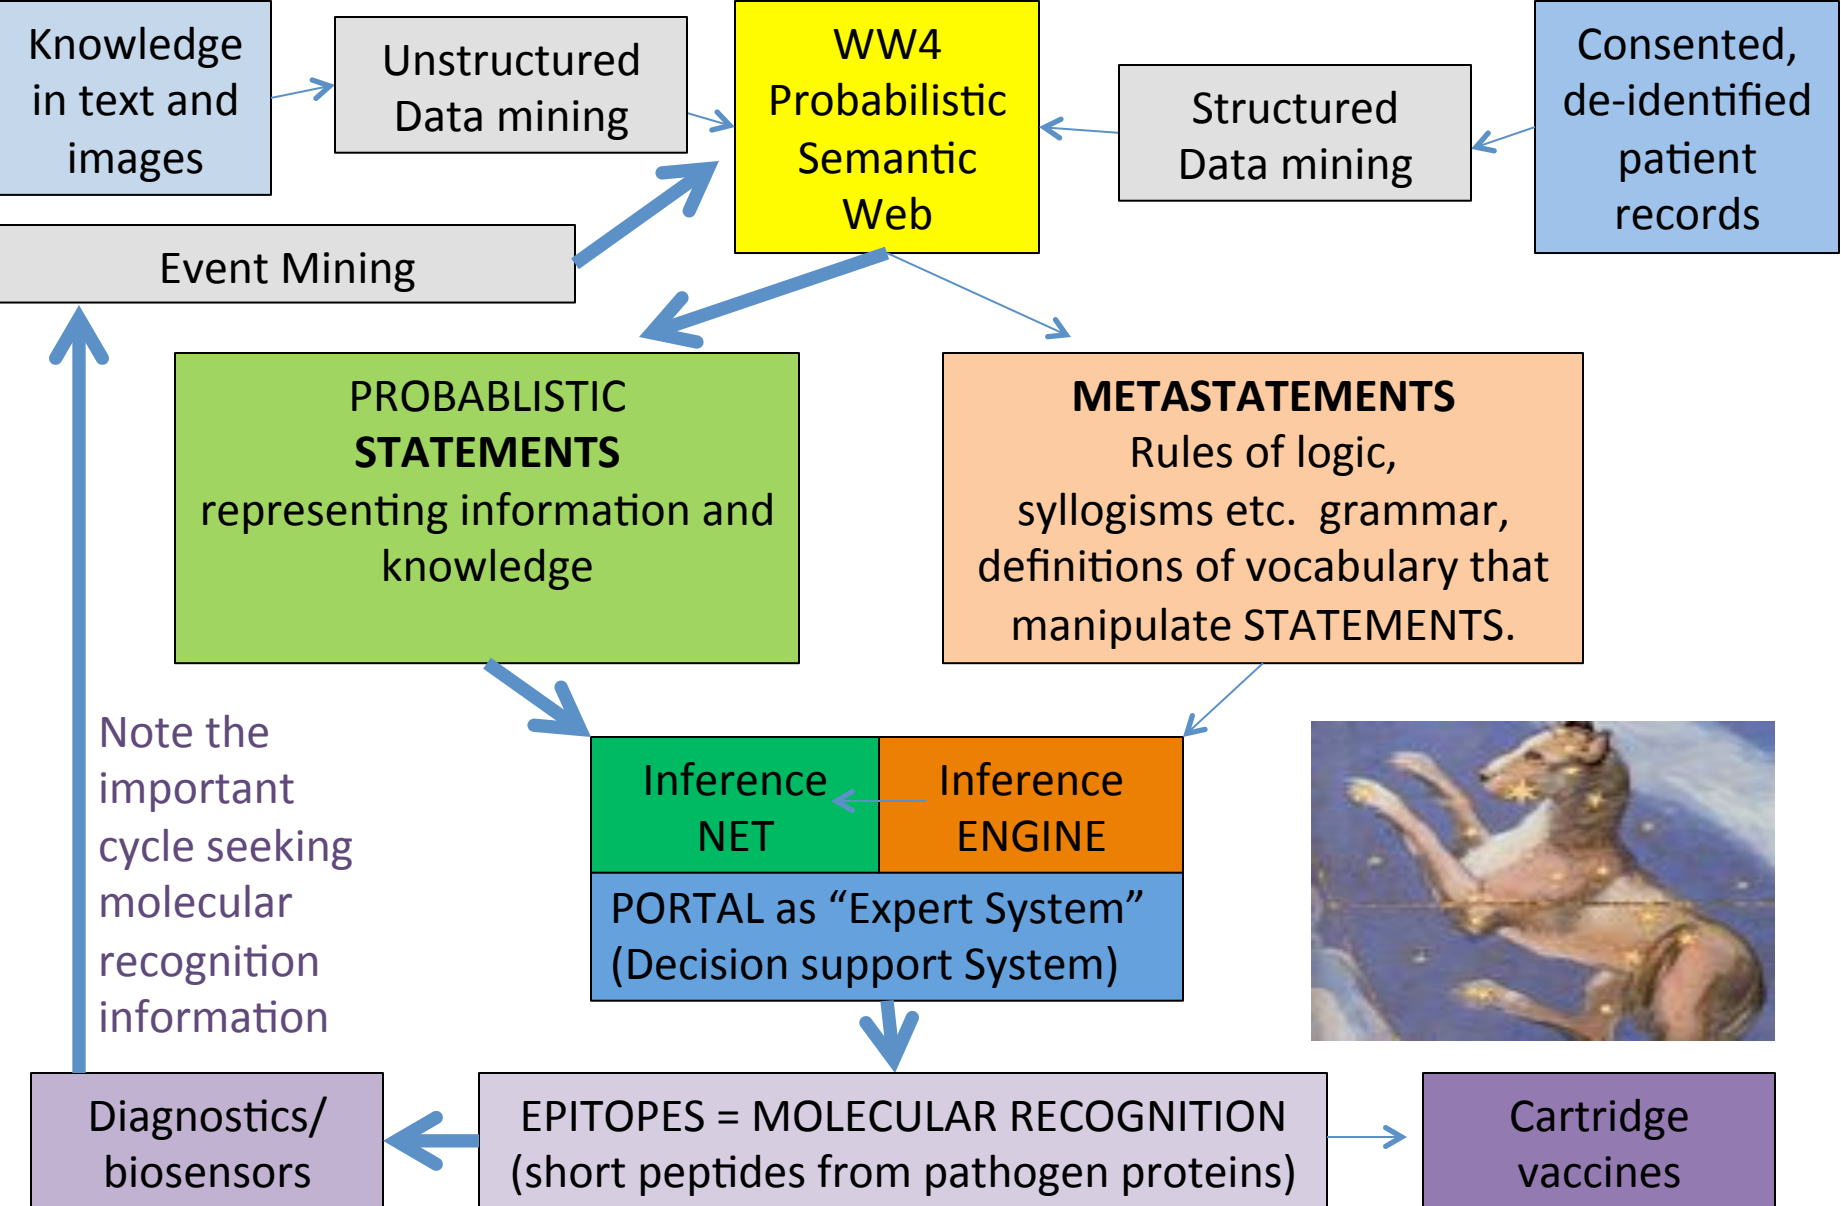 Knowledge
in text and
images
Unstructured
Data mining
WW4
Probabilistic
Semantic
Web
Structured
Data mining
Consented,
de-identified
patient
records
Event Mining
PROBABLISTIC
STATEMENTS
representing information and
knowledge
METASTATEMENTS
Rules of logic,
syllogisms etc.  grammar,
definitions of vocabulary that
manipulate STATEMENTS.
Note the
important
cycle seeking
molecular
recognition
information
Inference
NET
Inference
ENGINE
PORTAL as “Expert System”
(Decision support System)
Diagnostics/
biosensors
EPITOPES = MOLECULAR RECOGNITION
(short peptides from pathogen proteins)
Cartridge
vaccines